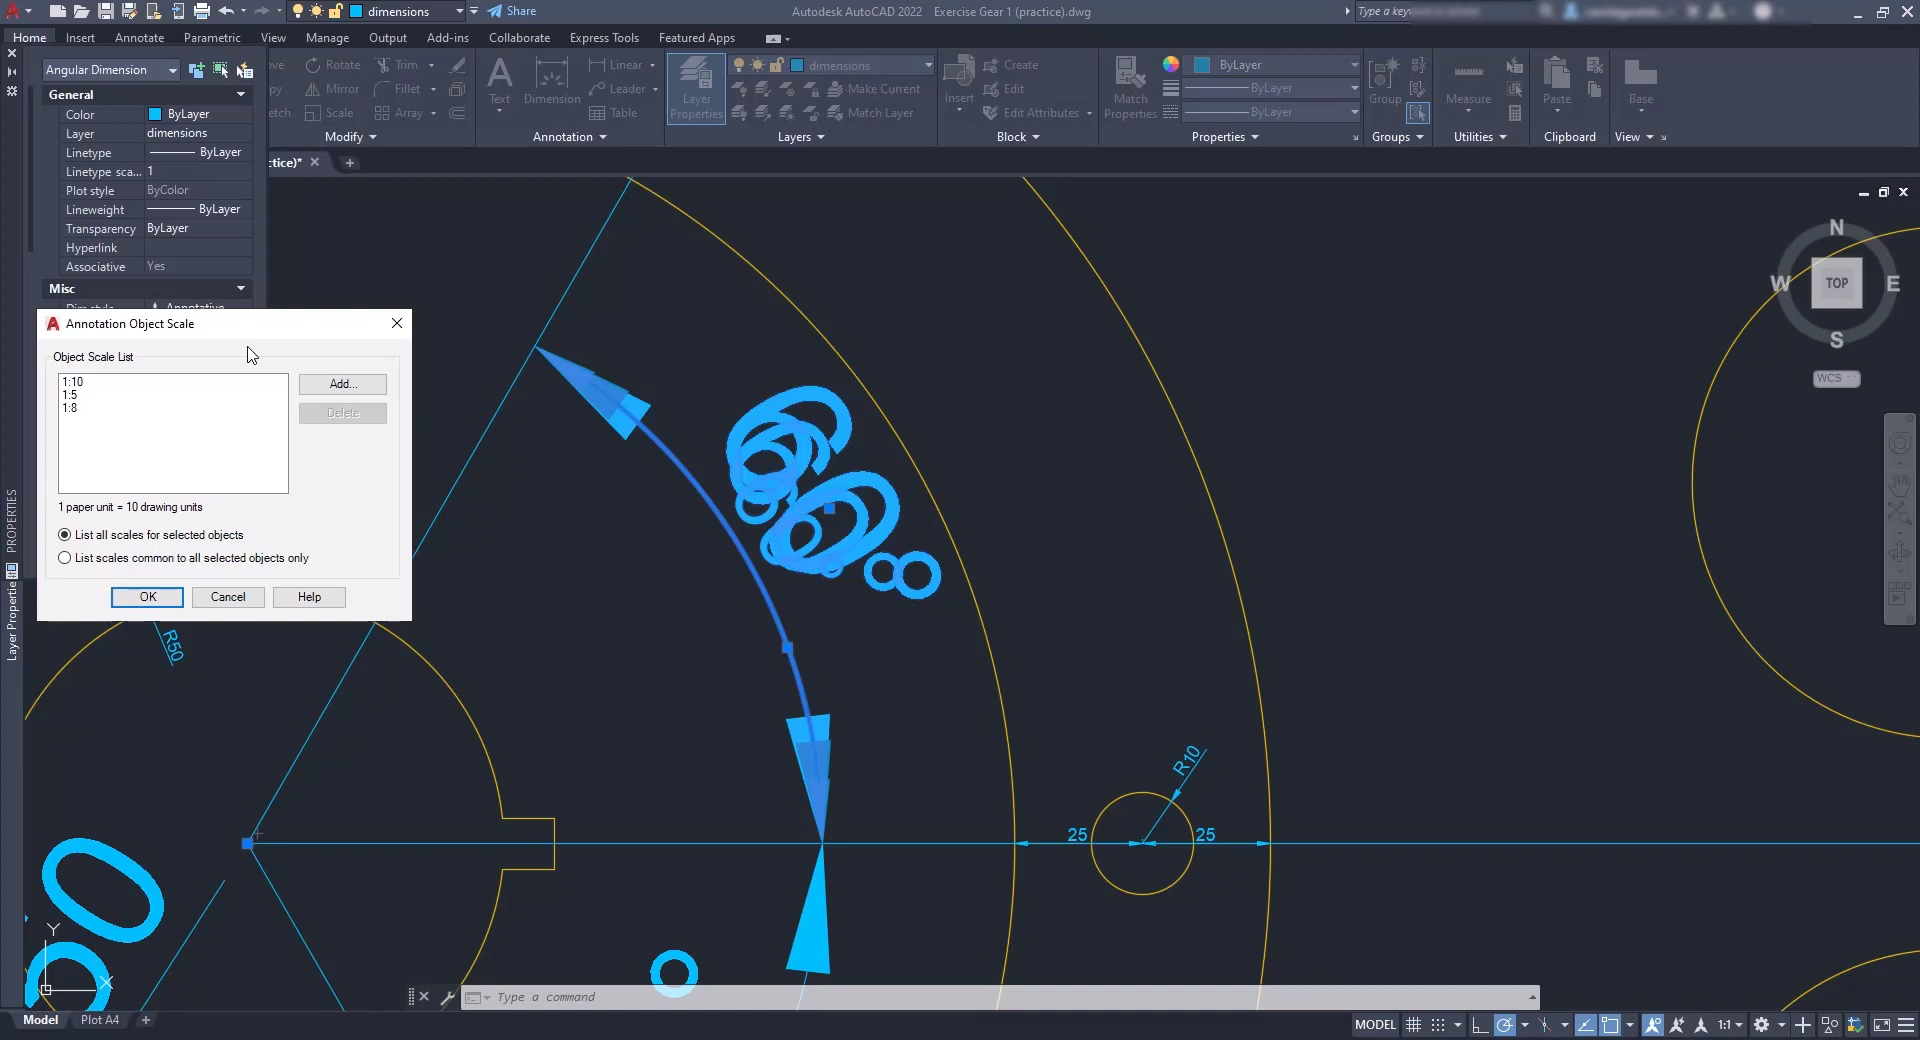 dimensions
Share
Autodesk AutoCAD 2022 Exercise Gear 1 (practice).dwg
Type a key
Home Insert Annotate Parametric View Manage Output Add-ins Collaborate Express Tools Featured Apps
Angular Dimension
Rotate Trim
Mirror Fillet
Scale Array
Modify
Text Dimension
Linear
Leader
Table
Annotation
Layer
Properties
dimensions
Make Current
Match Layer
Layers
Insert
Create
Edit
Edit Attributes
Block
Match
Properties
ByLayer
ByLayer
ByLayer
Properties
Group
Groups
Measure
Utilities
Paste
Clipboard
Base
View
General
Color ByLayer
Layer dimensions
Linetype ByLayer
Linetype sca... 1
Plot style ByColor
Lineweight ByLayer
Transparency ByLayer
Hyperlink
Associative Yes
Misc
ctice)*
Annotation Object Scale
Object Scale List
1:10
1:5
1:8
Add...
Delete
1 paper unit = 10 drawing units
List all scales for selected objects
List scales common to all selected objects only
OK Cancel Help
PROPERTIES
Layer Propertie
N
W TOP E
S
WCS
R50
R10
25 25
Y
X
Type a command
Model Plot A4
MODEL
1:1